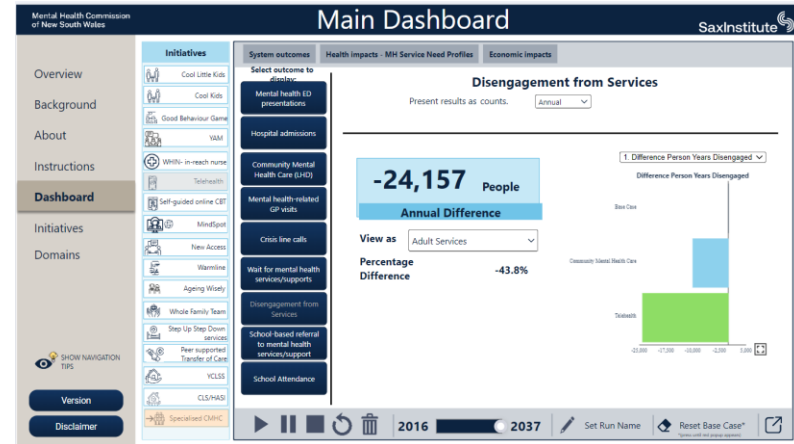 Mental Health Commission
of New South Wales
Main Dashboard
SaxInstitute
Overview
Background
About
Instructions
Dashboard
Initiatives
Domains
SHOW NAVIGATION
TIPS
Version
Disclaimer
Initiatives
Cool Little Kids
Cool Kids
Good Behaviour Game
YAM
WHIN- in-reach nurse
Telehealth
Self-guided online CBT
MindSpot
New Access
Warmline
Ageing Wisely
Whole Family Team
Step Up Step Down
services
Peer supported
Transfer of Care
YCLSS
CLS/HASI
Specialised CMHC
System outcomes
Health impacts - MH Service Need Profiles
Economic impacts
Select outcome to
display:
Mental health ED
presentations
Hospital admissions
Community Mental
Health Care (LHD)
Mental health-related
GP visits
Crisis line calls
Wait for mental health
services/supports
Disengagement from
Services
School-based referral
to mental health
services/support
School Attendance
Disengagement from Services
Present results as counts.
Annual
-24,157 People
Annual Difference
View as
Adult Services
Percentage
Difference
-43.8%
1. Difference Person Years Disengaged
Difference Person Years Disengaged
Base Case
Community Mental Health Care
Telehealth
-25,000 -17,500 -10,000 -2,500 5,000
2016
2037
Set Run Name
Reset Base Case*
*press until red popup appears